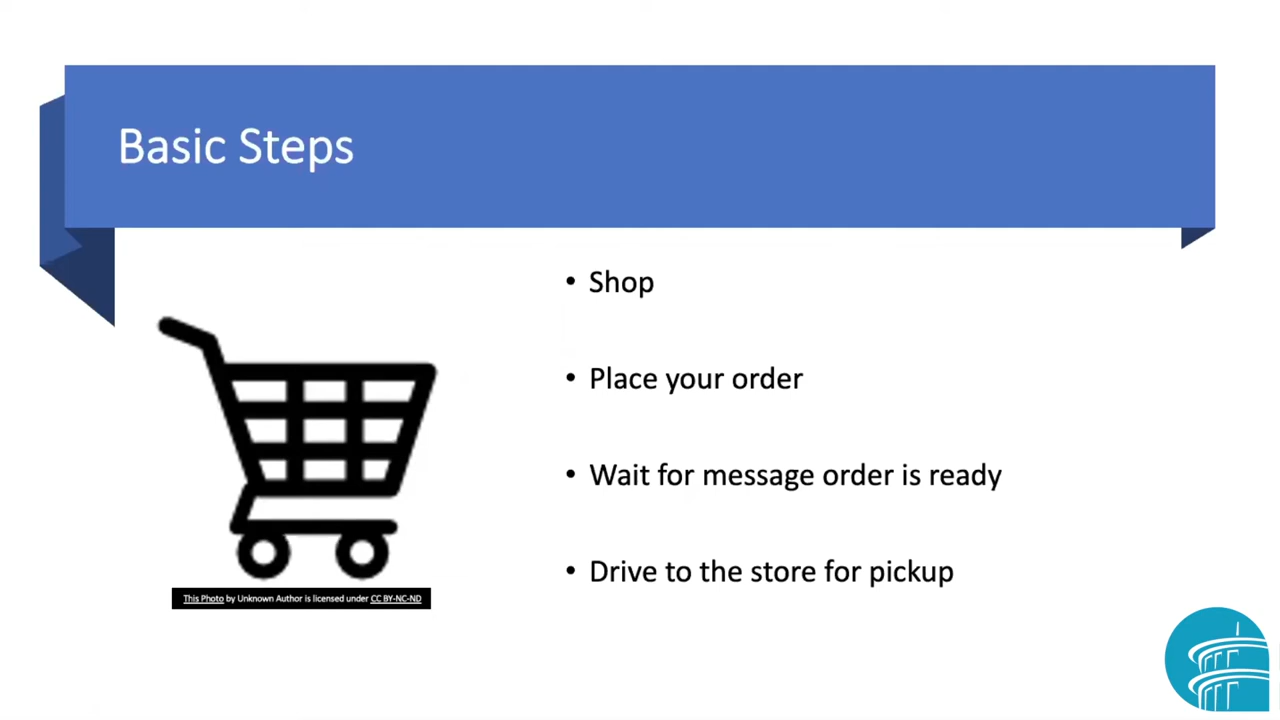 Basic Steps
• Shop
• Place your order
• Wait for message order is ready
• Drive to the store for pickup
This Photo by Unknown Author is licensed under CC BY-NC-ND